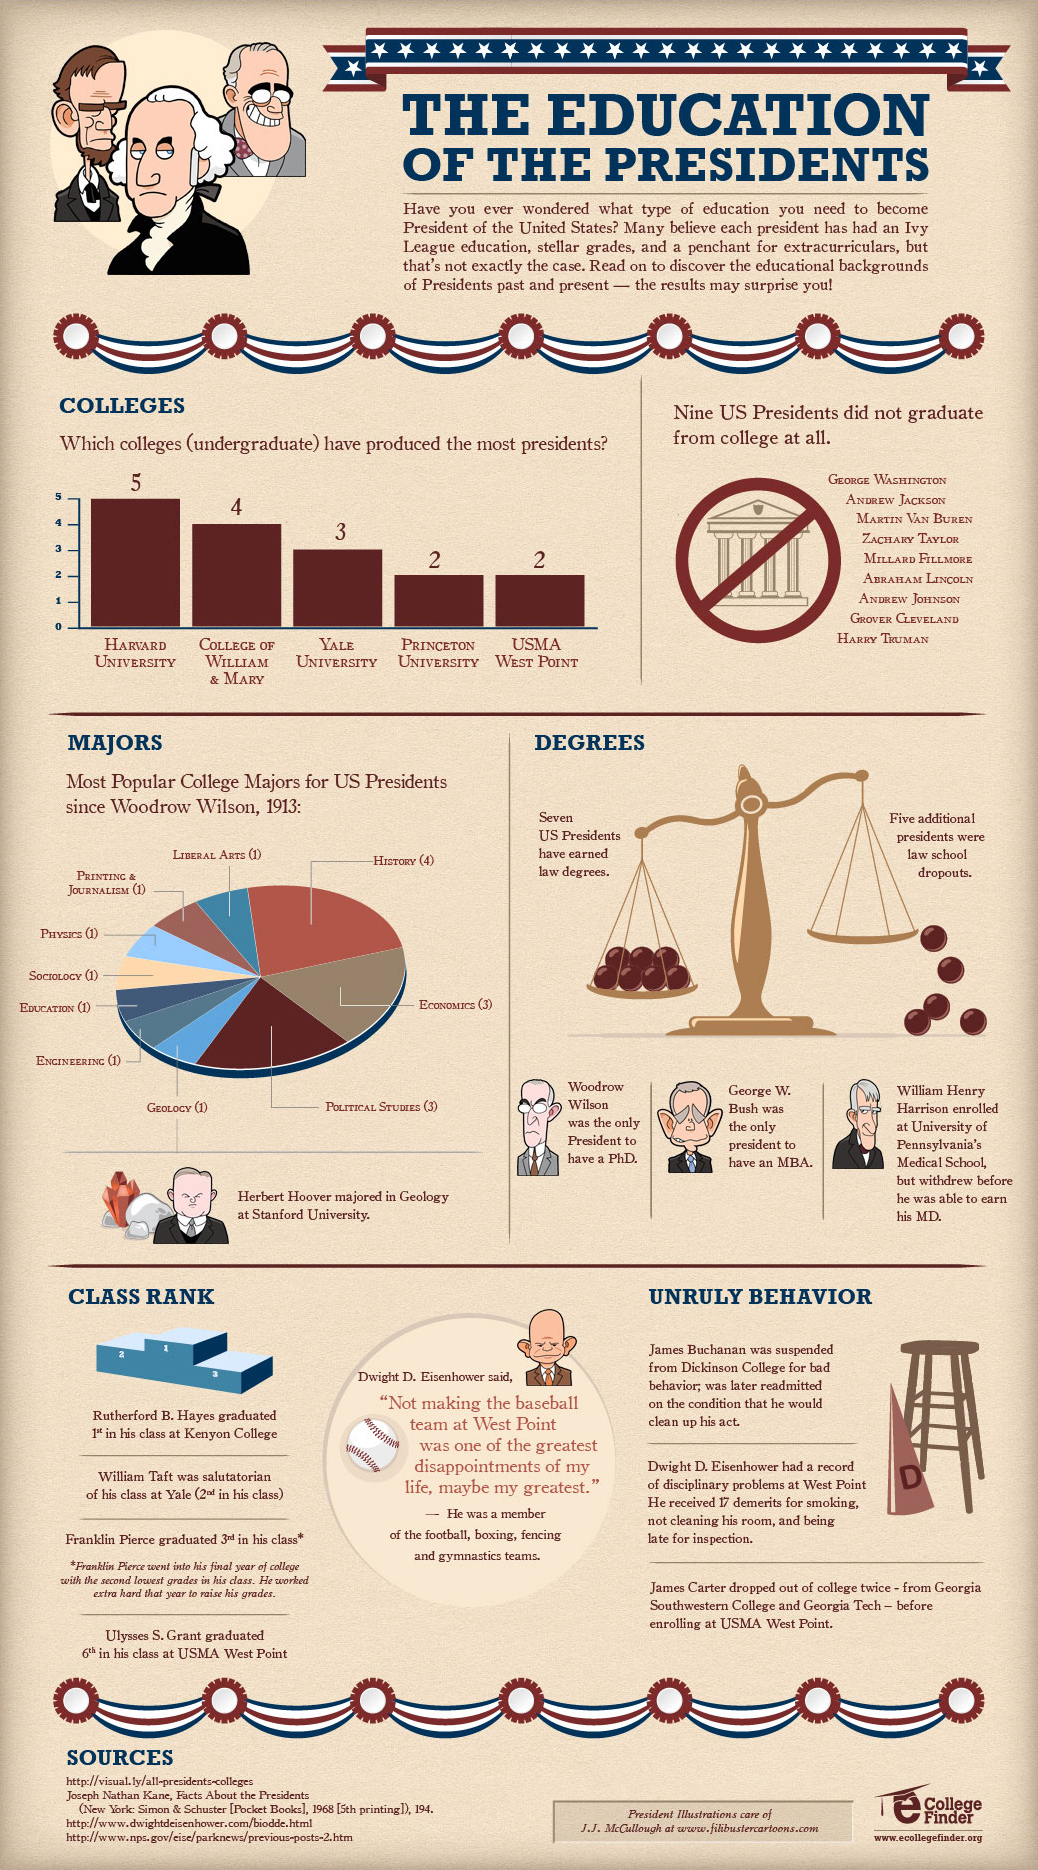 THE EDUCATION
OF THE PRESIDENTS
Have you ever wondered what type of education you need to become
President of the United States? Many believe each president has had an Ivy
League education, stellar grades, and a penchant for extracurriculars, but
that's not exactly the case. Read on to discover the educational backgrounds
of Presidents past and present — the results may surprise you!
COLLEGES
Which colleges (undergraduate) have produced the most presidents?
5
4
3
2
1
0
5
4
3
2
2
HARVARD
UNIVERSITY
COLLEGE OF
WILLIAM
& MARY
YALE
UNIVERSITY
PRINCETON
UNIVERSITY
USMA
WEST POINT
Nine US Presidents did not graduate
from college at all.
GEORGE WASHINGTON
ANDREW JACKSON
MARTIN VAN BUREN
ZACHARY TAYLOR
MILLARD FILLMORE
ABRAHAM LINCOLN
ANDREW JOHNSON
GROVER CLEVELAND
HARRY TRUMAN
MAJORS
Most Popular College Majors for US Presidents
since Woodrow Wilson, 1913:
LIBERAL ARTS (1)
HISTORY (4)
PRINTING &
JOURNALISM (1)
PHYSICS (1)
SOCIOLOGY (1)
EDUCATION (1)
ECONOMICS (3)
ENGINEERING (1)
GEOLOGY (1)
POLITICAL STUDIES (3)
Herbert Hoover majored in Geology
at Stanford University.
DEGREES
Seven
US Presidents
have earned
law degrees.
Five additional
presidents were
law school
dropouts.
Woodrow
Wilson
was the only
President to
have a PhD.
George W.
Bush was
the only
president to
have an MBA.
William Henry
Harrison enrolled
at University of
Pennsylvania's
Medical School,
but withdrew before
he was able to earn
his MD.
CLASS RANK
2
1
3
Rutherford B. Hayes graduated
1st in his class at Kenyon College
William Taft was salutatorian
of his class at Yale (2nd in his class)
Franklin Pierce graduated 3rd in his class*
*Franklin Pierce went into his final year of college
with the second lowest grades in his class. He worked
extra hard that year to raise his grades.
Ulysses S. Grant graduated
6th in his class at USMA West Point
Dwight D. Eisenhower said,
“Not making the baseball
team at West Point
was one of the greatest
disappointments of my
life, maybe my greatest.”
— He was a member
of the football, boxing, fencing
and gymnastics teams.
UNRULY BEHAVIOR
James Buchanan was suspended
from Dickinson College for bad
behavior; was later readmitted
on the condition that he would
clean up his act.
Dwight D. Eisenhower had a record
of disciplinary problems at West Point
He received 17 demerits for smoking,
not cleaning his room, and being
late for inspection.
D
James Carter dropped out of college twice - from Georgia
Southwestern College and Georgia Tech – before
enrolling at USMA West Point.
SOURCES
http://visual.ly/all-presidents-colleges
Joseph Nathan Kane, Facts About the Presidents
(New York: Simon & Schuster [Pocket Books], 1968 [5th printing]), 194.
http://www.dwightdeisenhower.com/biodde.html
http://www.nps.gov/eise/parknews/previous-posts-2.htm
President Illustrations care of
J.J. McCullough at www.filibustercartoons.com
e College
Finder
www.ecollegefinder.org